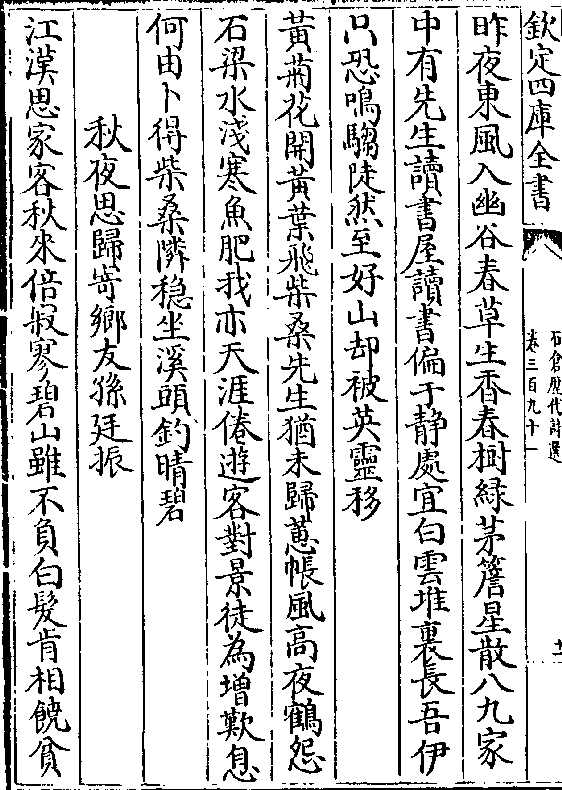 欽定四庫全書
石倉歷代詩選
卷三百九十一
十
昨夜東風入幽谷春草生香春樹緑茅簷星散八九家
中有先生讀書屋讀書偏于静處宜白雲堆裏長吾伊
只恐鳴騶陡然至好山却被英靈移
黄菊花開黄葉飛柴桑先生猶未歸蕙帳風高夜鶴怨
石梁水淺寒魚肥我亦天涯倦遊客對景徒為增歎息
何由卜得柴桑隣穏坐溪頭釣晴碧
秋夜思歸寄鄉友孫廷振
江漢思家客秋來倍寂寥碧山雖不負白髮肯相饒貧